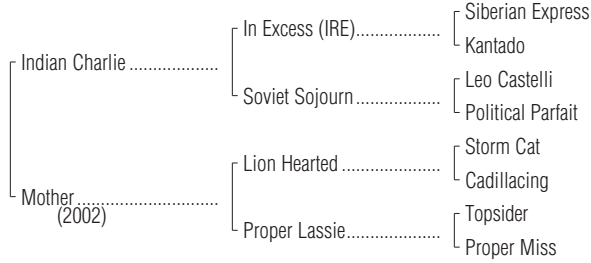 Siberian Express
In Excess (IRE)..................
Kantado
Indian Charlie ...................
Leo Castelli
Soviet Sojourn ..................
Political Parfait
Storm Cat
Lion Hearted .....................
Cadillacing
Mother..............................
(2002)
Topsider
Proper Lassie....................
Proper Miss